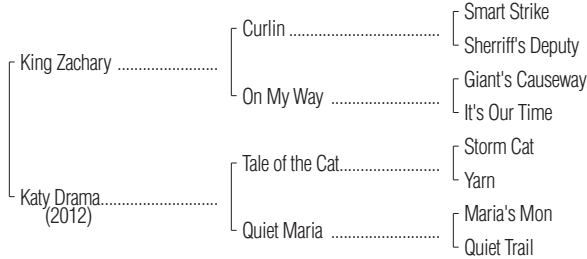 Smart Strike
Curlin ..............................
Sherriff's Deputy
King Zachary ........................
Giant's Causeway
On My Way ......................
It's Our Time
Storm Cat
Tale of the Cat....................
Yarn
Katy Drama........................
(2012)
Maria's Mon
Quiet Maria ......................
Quiet Trail